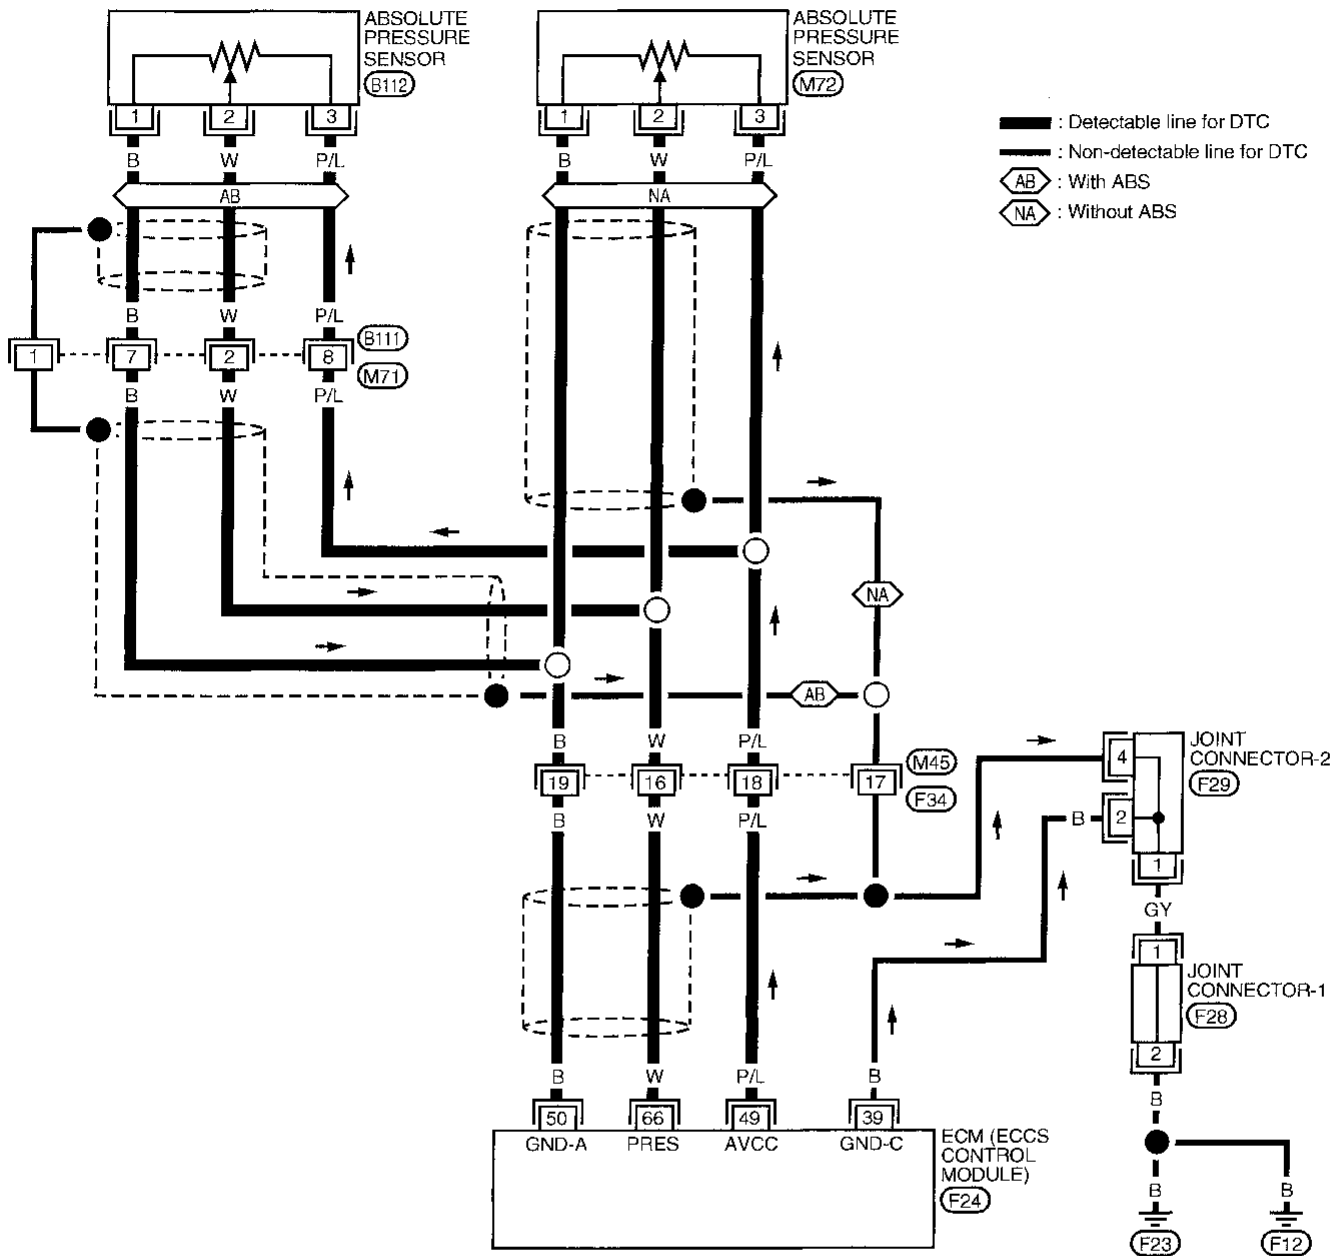 ABSOLUTE
PRESSURE
SENSOR
B112
ABSOLUTE
PRESSURE
SENSOR
M72
1 2 3
1 2 3
: Detectable line for DTC
: Non-detectable line for DTC
AB : With ABS
NA : Without ABS
B W P/L
B W P/L
AB
NA
B W P/L
B111
1 7 2 8
M71
B W P/L
NA
AB
B W P/L
M45
19 16 18 17
F34
B W P/L
JOINT
CONNECTOR-2
F29
4
B 2
1
GY
1
JOINT
CONNECTOR-1
F28
2
B
B W P/L B
50 66 49 39
GND-A PRES AVCC GND-C
ECM (ECCS
CONTROL
MODULE)
F24
B B
F23 F12